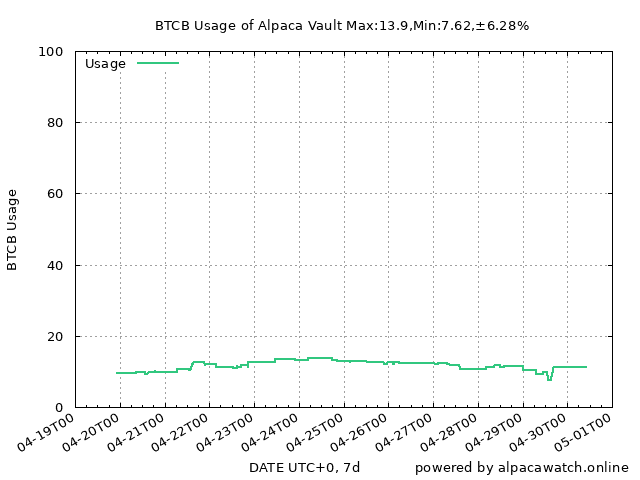 BTCB Usage of Alpaca Vault Max:13.9,Min:7.62,±6.28%
Usage
BTCB Usage
100
80
60
40
20
0
04-19T00
04-20T00
04-21T00
04-22T00
04-23T00
04-24T00
04-25T00
04-26T00
04-27T00
04-28T00
04-29T00
04-30T00
05-01T00
DATE UTC+0, 7d
powered by alpacawatch.online